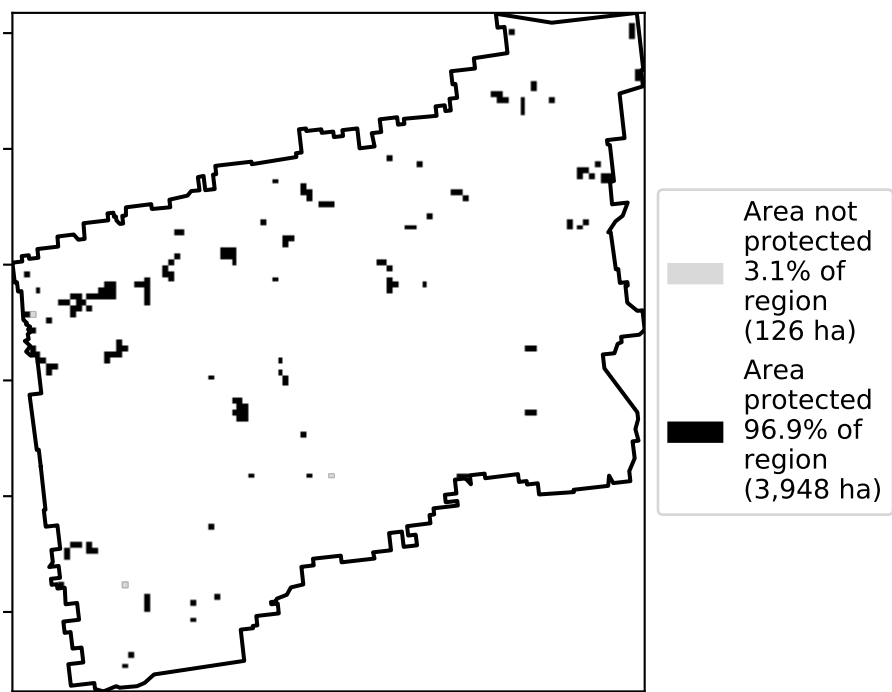 Area not
protected
3.1% of
region
(126 ha)
Area
protected
96.9% of
region
(3,948 ha)